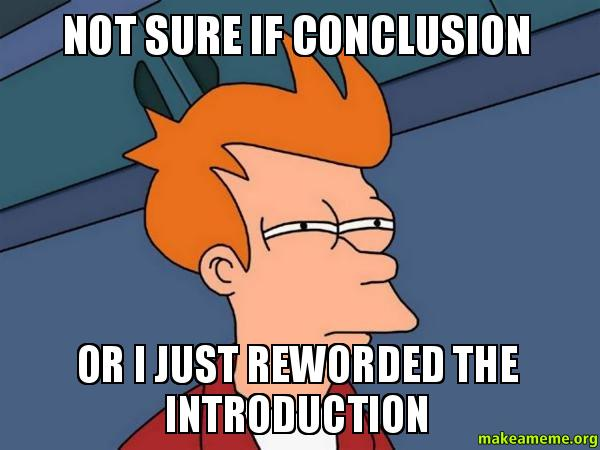 NOT SURE IF CONCLUSION
OR I JUST REWORDED THE
INTRODUCTION
makeameme.org